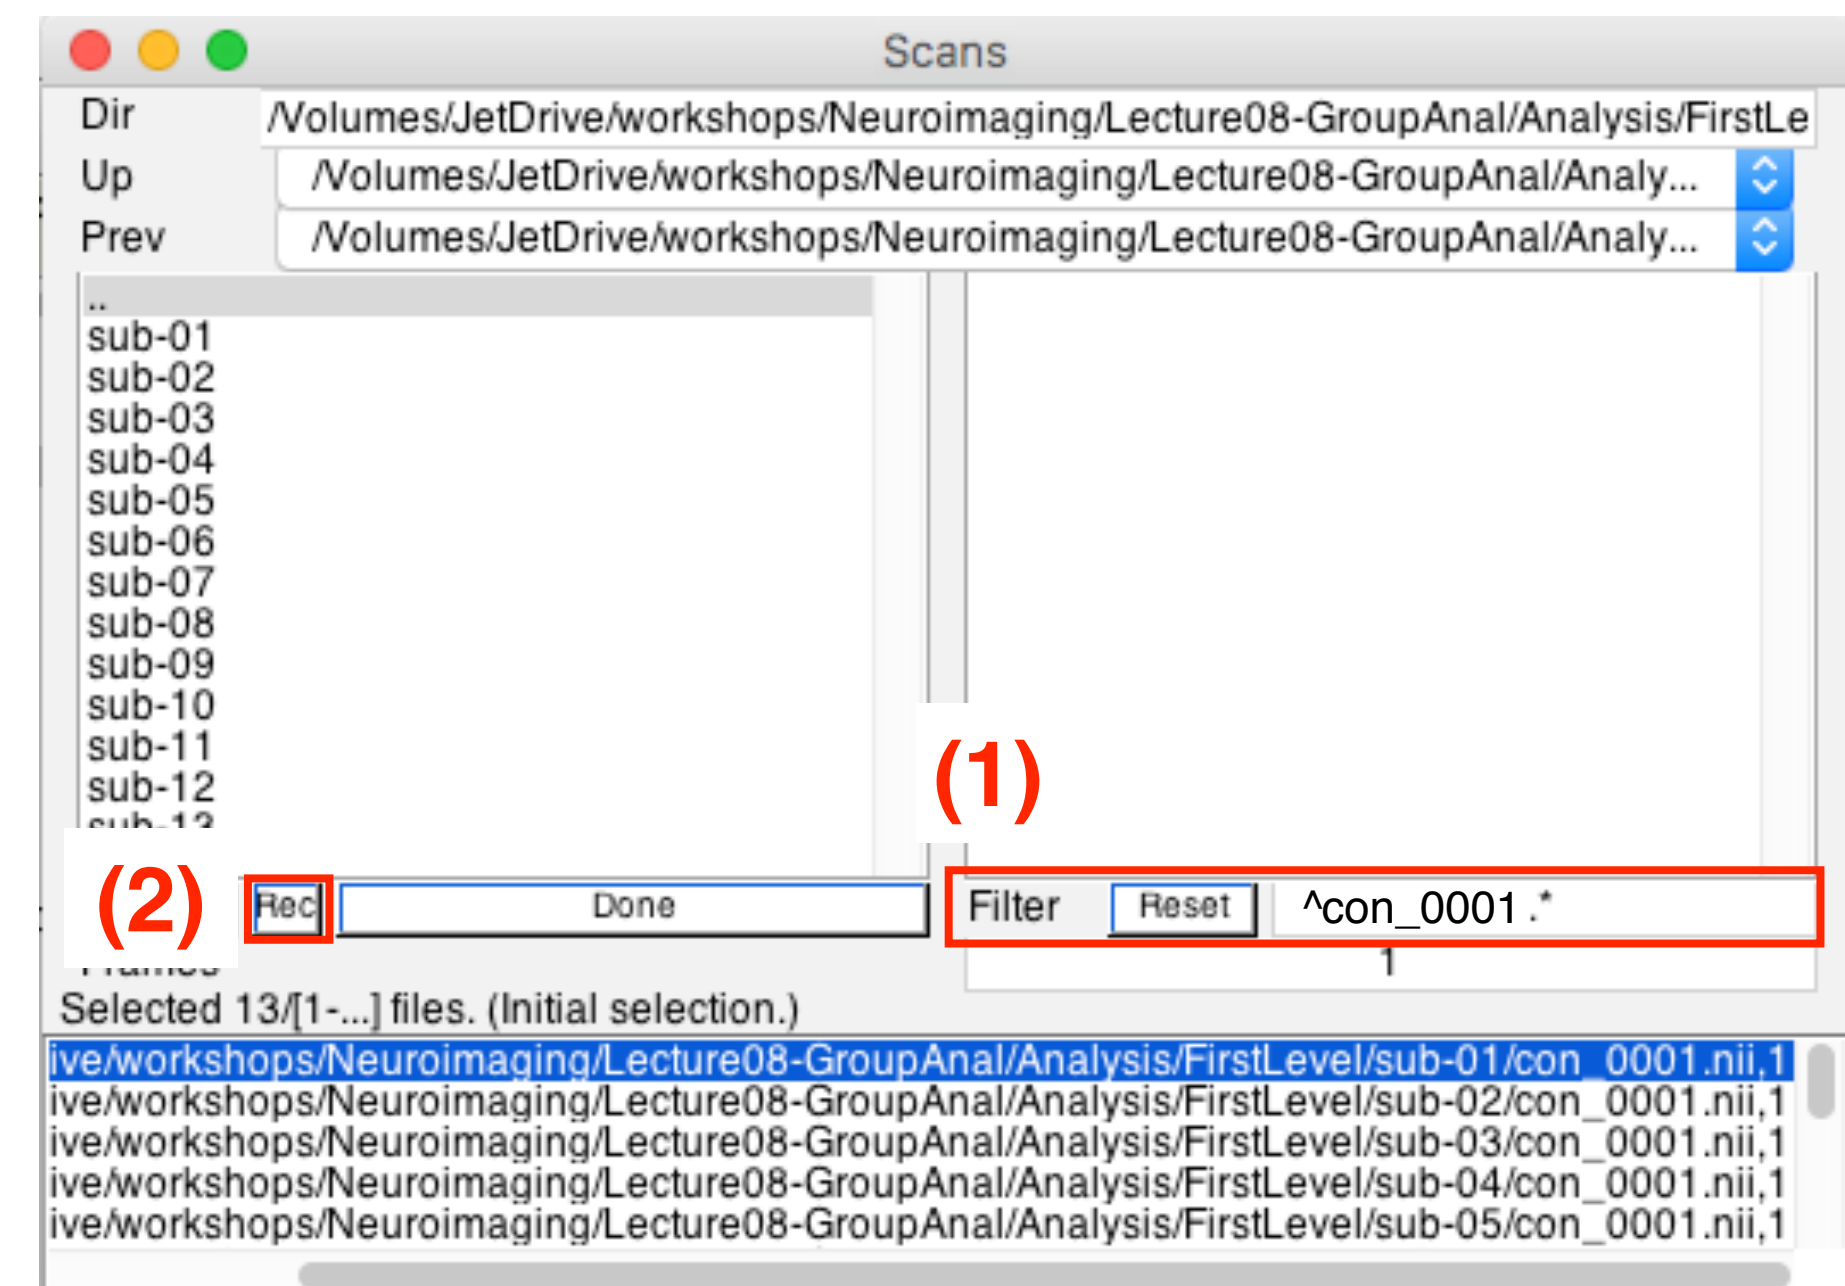 Scans
Dir /Volumes/JetDrive/workshops/Neuroimaging/Lecture08-GroupAnal/Analysis/FirstLe
Up /Volumes/JetDrive/workshops/Neuroimaging/Lecture08-GroupAnal/Analy...
Prev /Volumes/JetDrive/workshops/Neuroimaging/Lecture08-GroupAnal/Analy...
..
sub-01
sub-02
sub-03
sub-04
sub-05
sub-06
sub-07
sub-08
sub-09
sub-10
sub-11
sub-12
sub-13
(1)
(2) Rec Done Filter Reset ^con_0001.*
Frames 1
Selected 13/[1-...] files. (Initial selection.)
ive/workshops/Neuroimaging/Lecture08-GroupAnal/Analysis/FirstLevel/sub-01/con_0001.nii,1
ive/workshops/Neuroimaging/Lecture08-GroupAnal/Analysis/FirstLevel/sub-02/con_0001.nii,1
ive/workshops/Neuroimaging/Lecture08-GroupAnal/Analysis/FirstLevel/sub-03/con_0001.nii,1
ive/workshops/Neuroimaging/Lecture08-GroupAnal/Analysis/FirstLevel/sub-04/con_0001.nii,1
ive/workshops/Neuroimaging/Lecture08-GroupAnal/Analysis/FirstLevel/sub-05/con_0001.nii,1